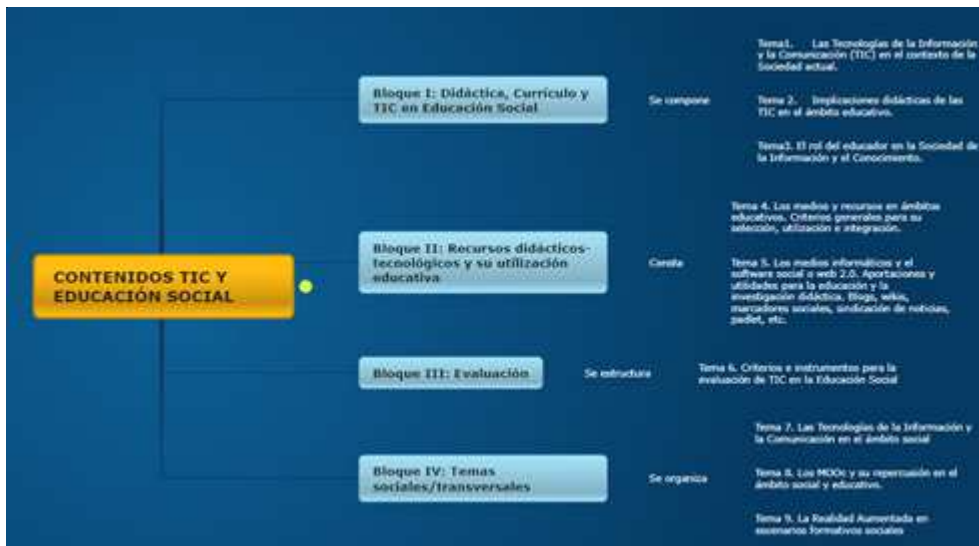 Tema1. Las Tecnologías de la Información
y la Comunicación (TIC) en el contexto de la
Sociedad actual.
Bloque I: Didáctica, Currículo y
TIC en Educación Social
Se compone
Tema 2. Implicaciones didácticas de las
TIC en el ámbito educativo.
Tema3. El rol del educador en la Sociedad de
la Información y el Conocimiento.
CONTENIDOS TIC Y
EDUCACIÓN SOCIAL
Bloque II: Recursos didácticos-
tecnológicos y su utilización
educativa
Consta
Tema 4. Los medios y recursos en ámbitos
educativos. Criterios generales para su
selección, utilización e integración.
Tema 5. Los medios informáticos y el
software social o web 2.0. Aportaciones y
utilidades para la educación y la
investigación didáctica. Blogs, wikis,
marcadores sociales, sindicación de noticias,
padlet, etc.
Bloque III: Evaluación
Se estructura
Tema 6. Criterios e instrumentos para la
evaluación de TIC en la Educación Social
Bloque IV: Temas
sociales/transversales
Se organiza
Tema 7. Las Tecnologías de la Información y
la Comunicación en el ámbito social
Tema 8. Los MOOc y su repercusión en el
ámbito social y educativo.
Tema 9. La Realidad Aumentada en
escenarios formativos sociales